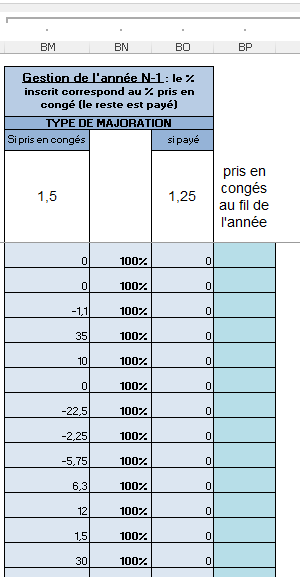 BM BN BO BP
Gestion de l'année N-1 : le %
inscrit correspond au % pris en
congé (le reste est payé)
TYPE DE MAJORATION
Si pris en congés si payé
1,5 1,25
pris en
congés
au fil de
l'année
0 100% 0
0 100% 0
-1,1 100% 0
35 100% 0
10 100% 0
0 100% 0
-22,5 100% 0
-2,25 100% 0
-5,75 100% 0
6,3 100% 0
12 100% 0
1,5 100% 0
30 100% 0